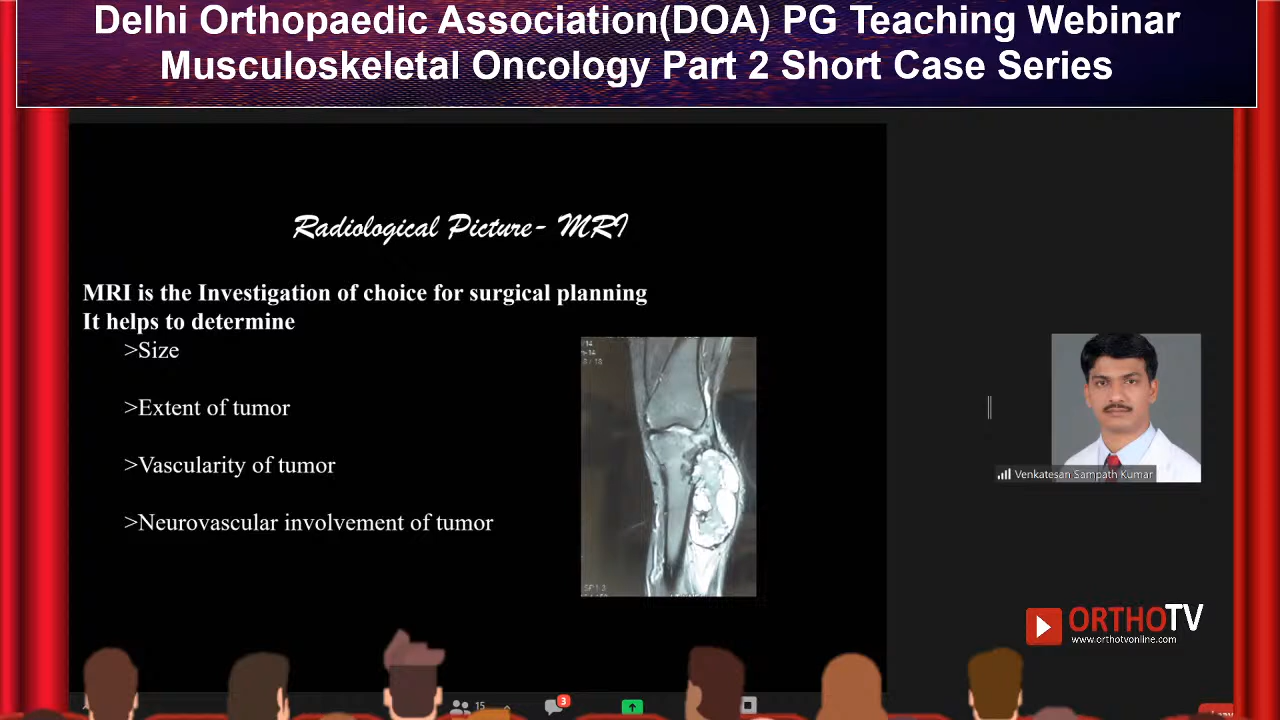 Delhi Orthopaedic Association(DOA) PG Teaching Webinar
Musculoskeletal Oncology Part 2 Short Case Series
Radiological Picture- MRI
MRI is the Investigation of choice for surgical planning
It helps to determine
>Size
>Extent of tumor
>Vascularity of tumor
>Neurovascular involvement of tumor
Venkatesan Sampath Kumar
ORTHOTV
www.orthotvonline.com
15
3